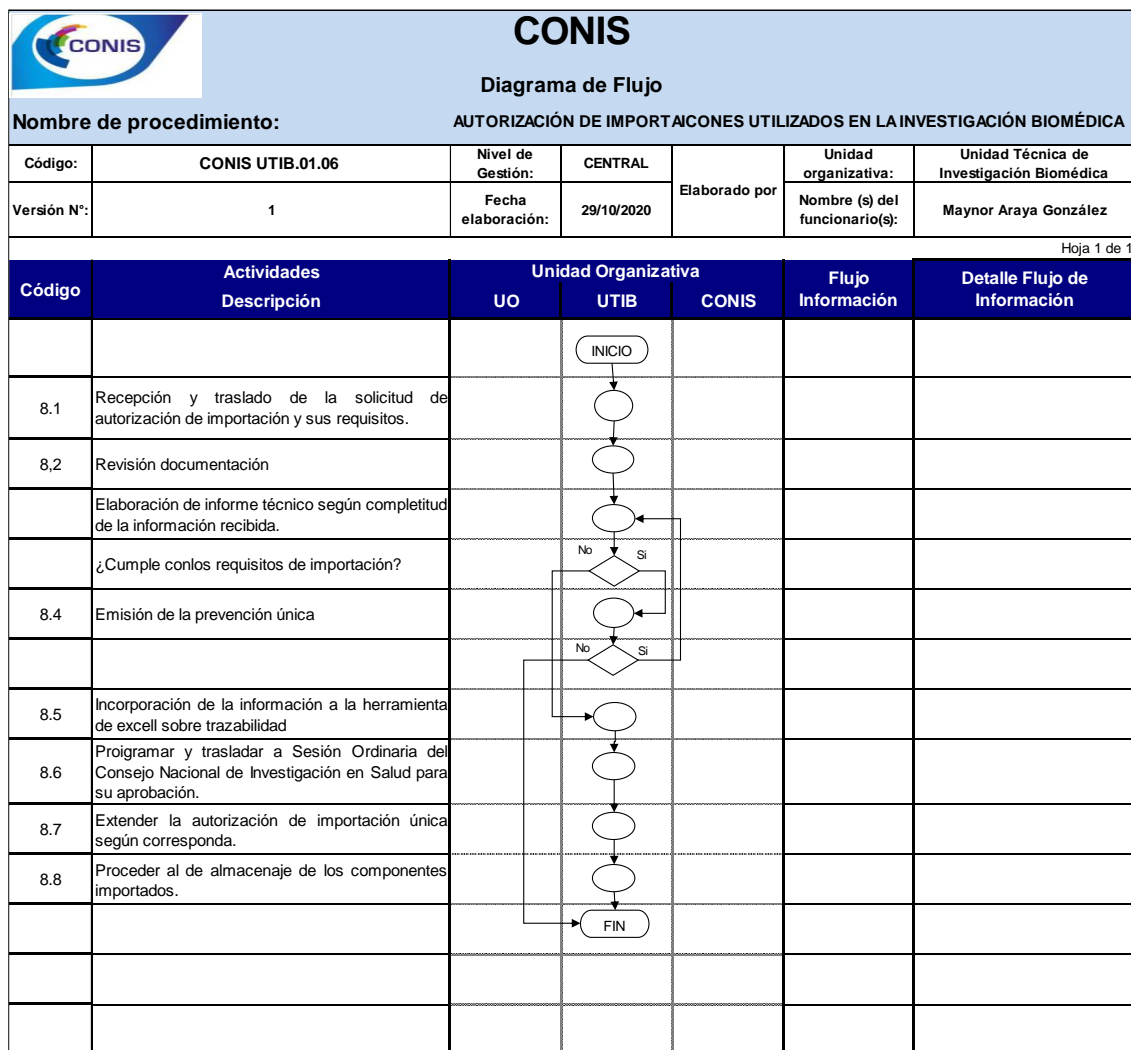 CONIS
CONIS
Diagrama de Flujo
Nombre de procedimiento:
AUTORIZACIÓN DE IMPORTAICONES UTILIZADOS EN LA INVESTIGACIÓN BIOMÉDICA
Código:
CONIS UTIB.01.06
Nivel de
Gestión:
CENTRAL
Elaborado por
Unidad
organizativa:
Unidad Técnica de
Investigación Biomédica
Versión N°:
1
Fecha
elaboración:
29/10/2020
Nombre (s) del
funcionario(s):
Maynor Araya González
Hoja 1 de 1
Código
Actividades
Descripción
Unidad Organizativa
UO
UTIB
CONIS
Flujo
Información
Detalle Flujo de
Información
INICIO
8.1
Recepción y traslado de la solicitud de
autorización de importación y sus requisitos.
8,2
Revisión documentación
Elaboración de informe técnico según completitud
de la información recibida.
¿Cumple conlos requisitos de importación?
No
Si
8.4
Emisión de la prevención única
No
Si
8.5
Incorporación de la información a la herramienta
de excell sobre trazabilidad
8.6
Proigramar y trasladar a Sesión Ordinaria del
Consejo Nacional de Investigación en Salud para
su aprobación.
8.7
Extender la autorización de importación única
según corresponda.
8.8
Proceder al de almacenaje de los componentes
importados.
FIN